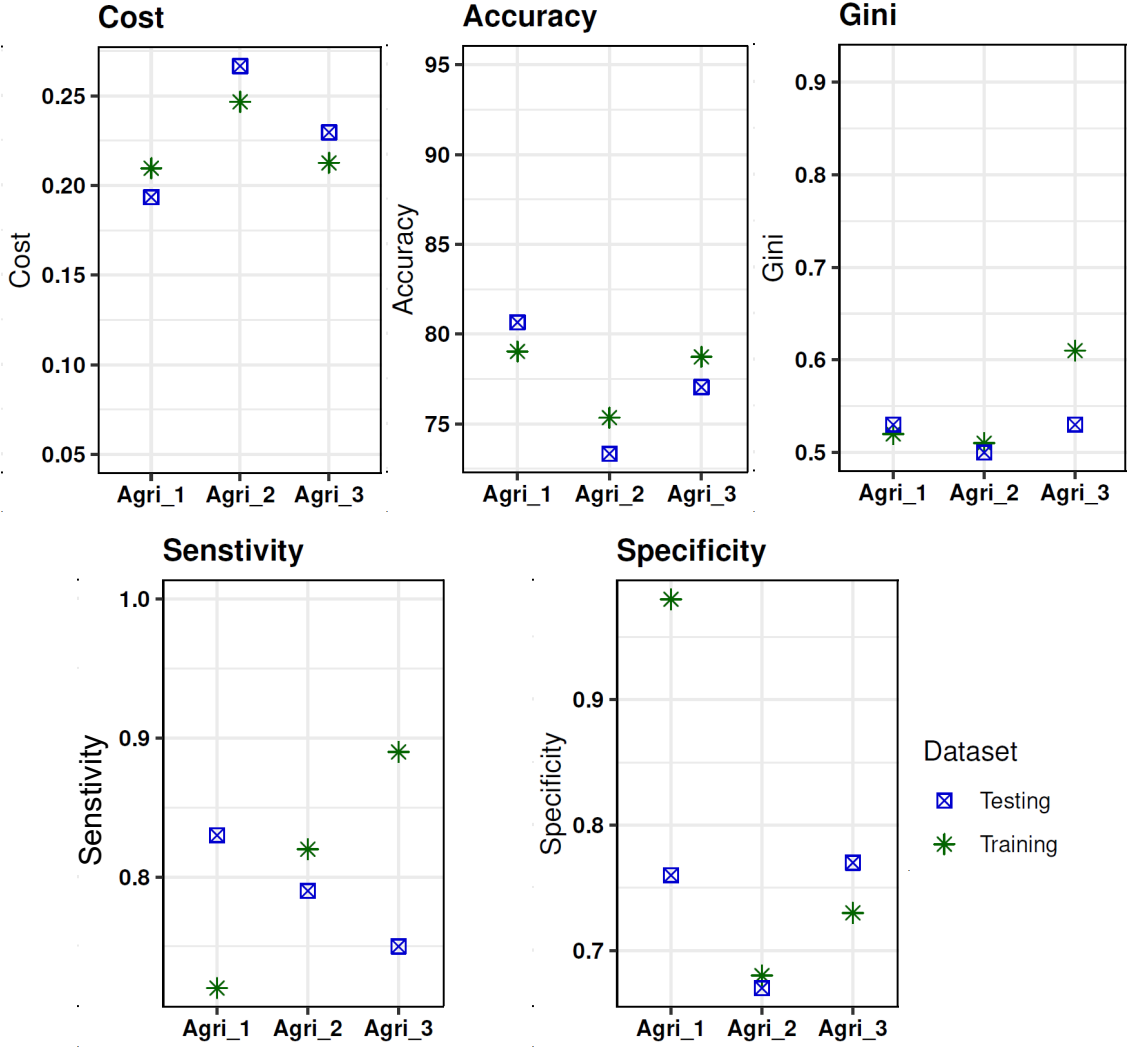 Cost
Accuracy
Gini
Cost
0.25
0.20
0.15
0.10
0.05
Agri_1 Agri_2 Agri_3
Accuracy
95
90
85
80
75
Agri_1 Agri_2 Agri_3
Gini
0.9
0.8
0.7
0.6
0.5
Agri_1 Agri_2 Agri_3
Senstivity
Specificity
Senstivity
1.0
0.9
0.8
Agri_1 Agri_2 Agri_3
Specificity
0.9
0.8
0.7
Agri_1 Agri_2 Agri_3
Dataset
Testing
Training